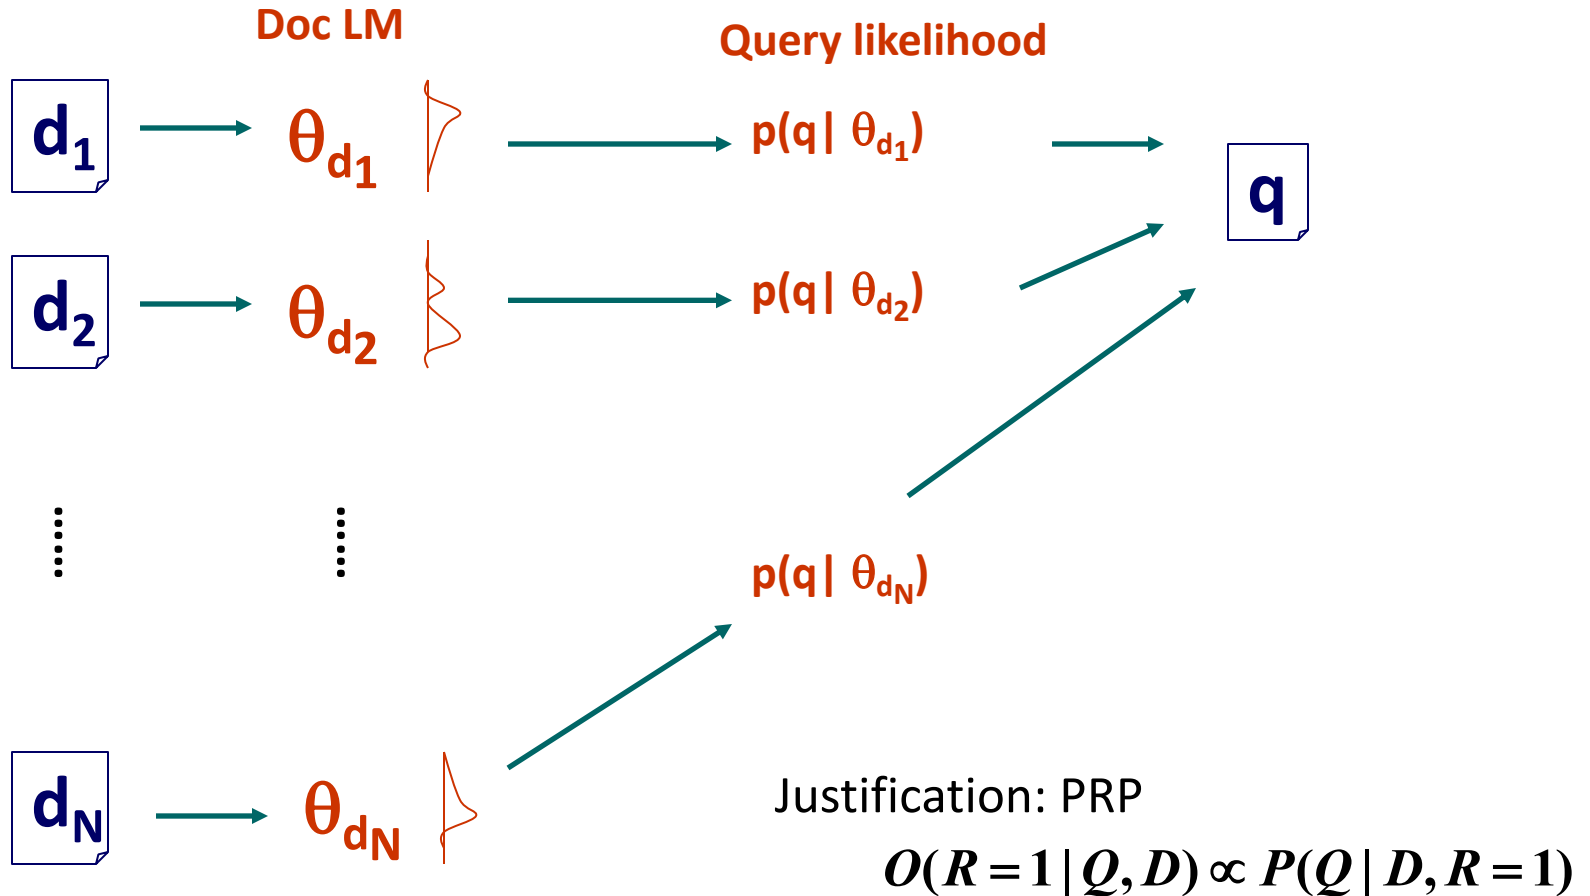 Doc LM
Query likelihood
d1 θd1 p(q| θd1) q
d2 θd2 p(q| θd2)
p(q| θdN)
dN θdN
Justification: PRP
O(R = 1 | Q, D) ∝ P(Q | D, R = 1)